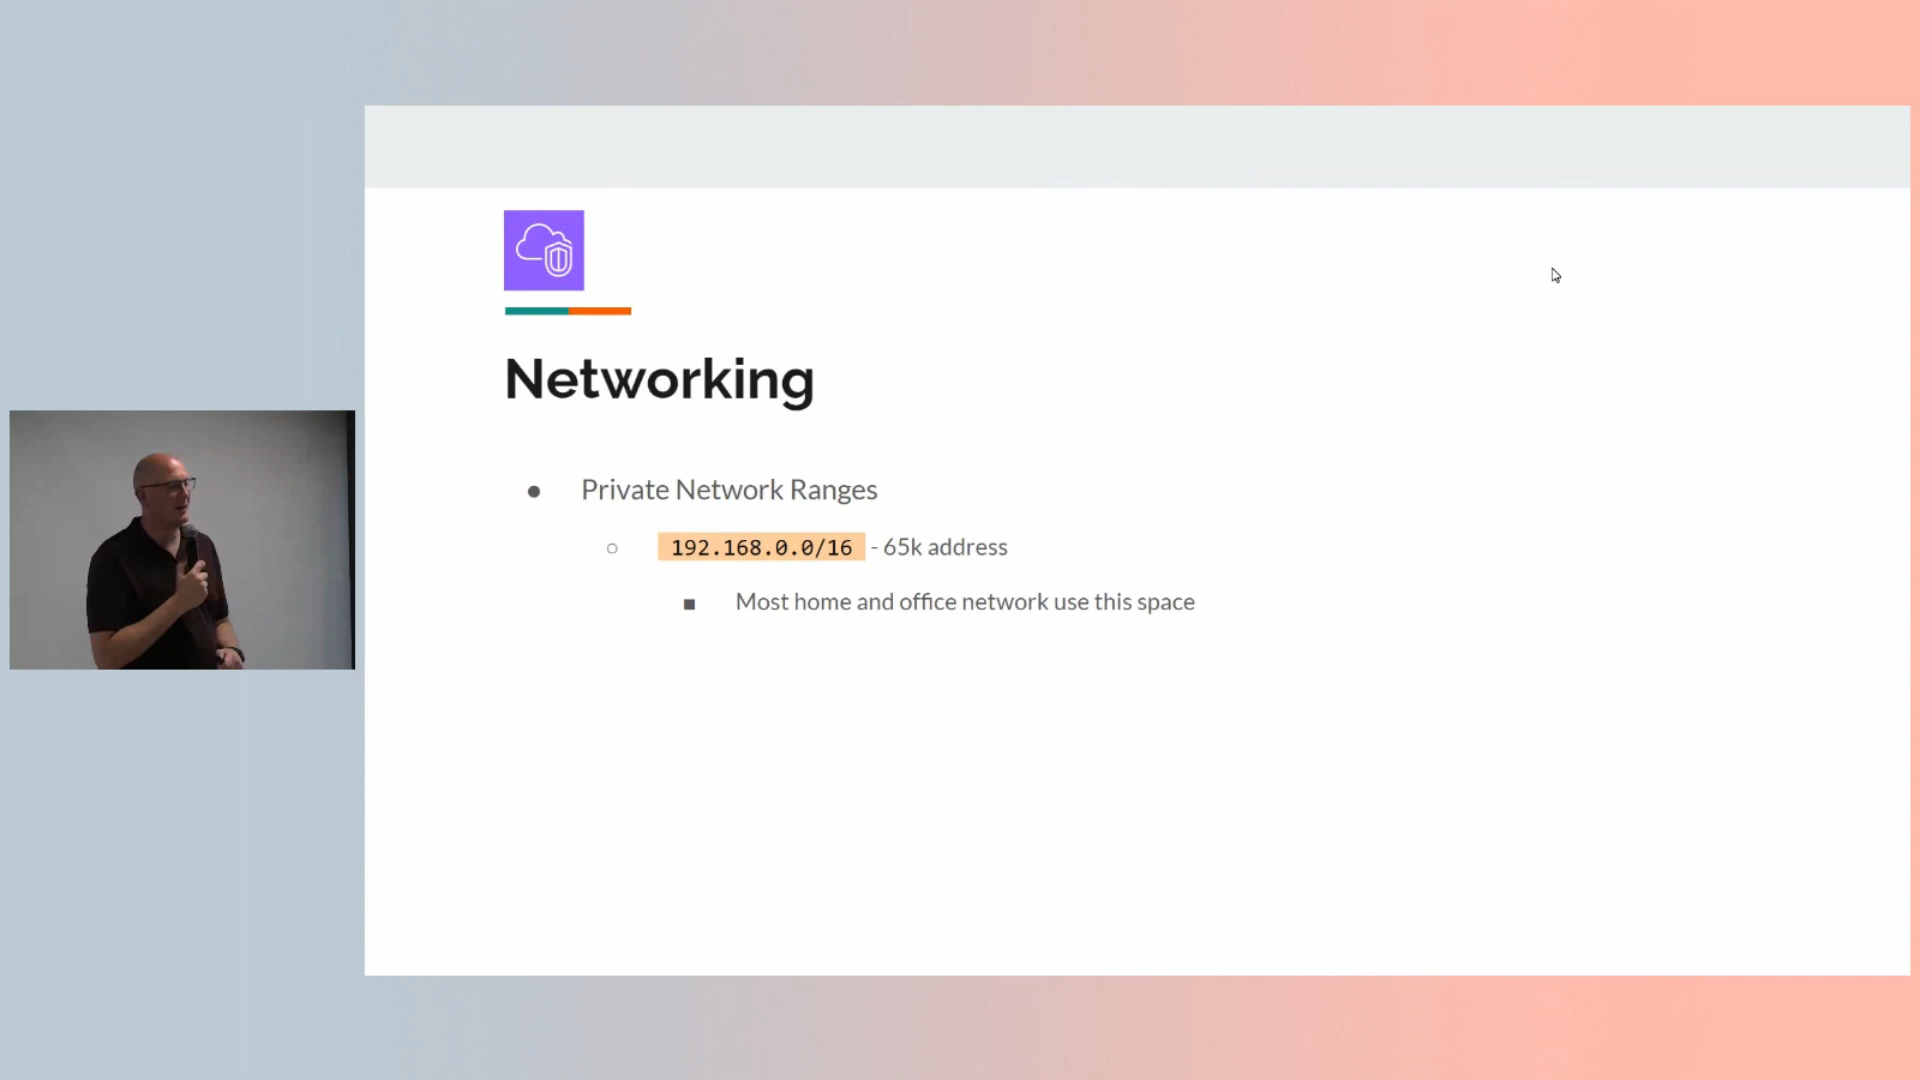 Networking
Private Network Ranges
192.168.0.0/16 - 65k address
Most home and office network use this space